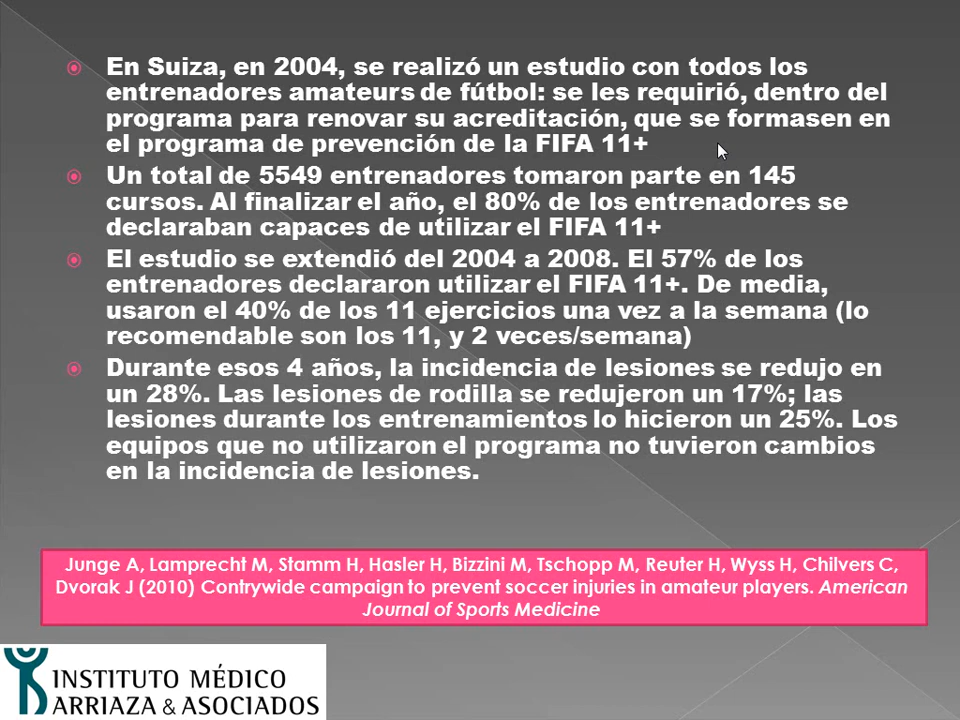 En Suiza, en 2004, se realizó un estudio con todos los
entrenadores amateurs de fútbol: se les requirió, dentro del
programa para renovar su acreditación, que se formasen en
el programa de prevención de la FIFA 11+
Un total de 5549 entrenadores tomaron parte en 145
cursos. Al finalizar el año, el 80% de los entrenadores se
declaraban capaces de utilizar el FIFA 11+
El estudio se extendió del 2004 a 2008. El 57% de los
entrenadores declararon utilizar el FIFA 11+. De media,
usaron el 40% de los 11 ejercicios una vez a la semana (lo
recomendable son los 11, y 2 veces/semana)
Durante esos 4 años, la incidencia de lesiones se redujo en
un 28%. Las lesiones de rodilla se redujeron un 17%; las
lesiones durante los entrenamientos lo hicieron un 25%. Los
equipos que no utilizaron el programa no tuvieron cambios
en la incidencia de lesiones.
Junge A, Lamprecht M, Stamm H, Hasler H, Bizzini M, Tschopp M, Reuter H, Wyss H, Chilvers C,
Dvorak J (2010) Contrywide campaign to prevent soccer injuries in amateur players. American
Journal of Sports Medicine
INSTITUTO MÉDICO
ARRIAZA & ASOCIADOS